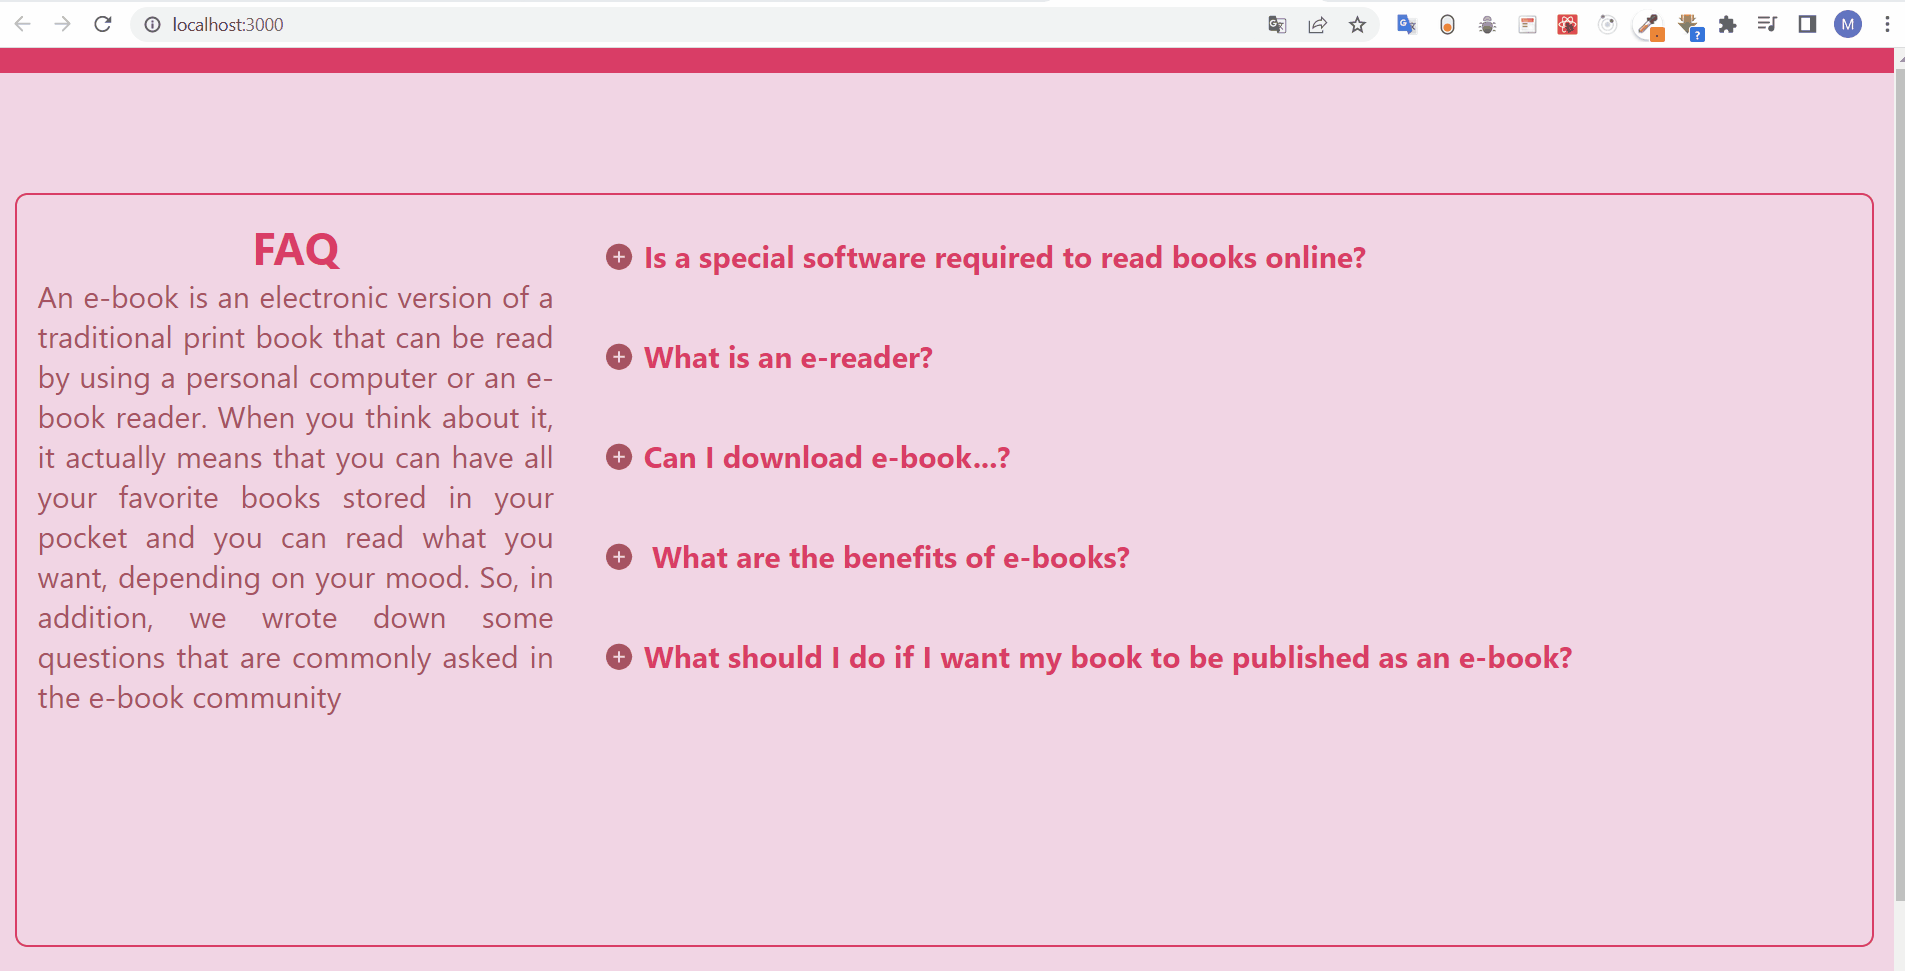 localhost:3000
M
FAQ
An e-book is an electronic version of a
traditional print book that can be read
by using a personal computer or an e-
book reader. When you think about it,
it actually means that you can have all
your favorite books stored in your
pocket and you can read what you
want, depending on your mood. So, in
addition, we wrote down some
questions that are commonly asked in
the e-book community
Is a special software required to read books online?
What is an e-reader?
Can I download e-book...?
What are the benefits of e-books?
What should I do if I want my book to be published as an e-book?